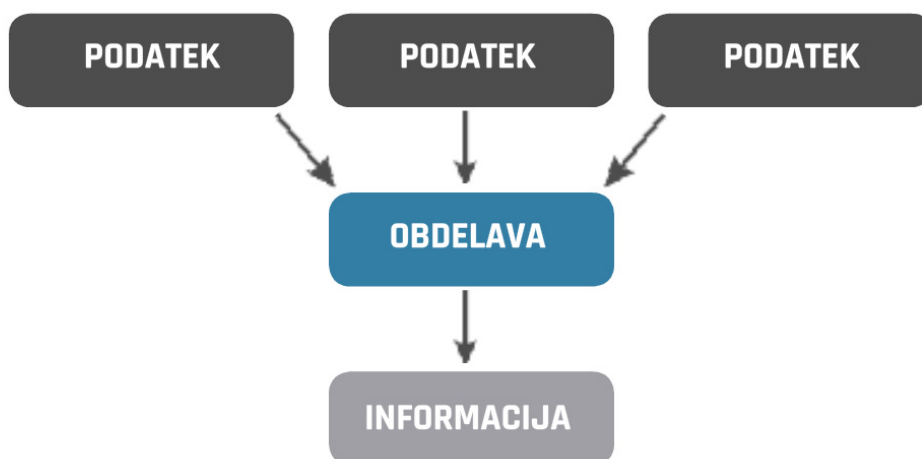 PODATEK
PODATEK
PODATEK
OBDELAVA
INFORMACIJA